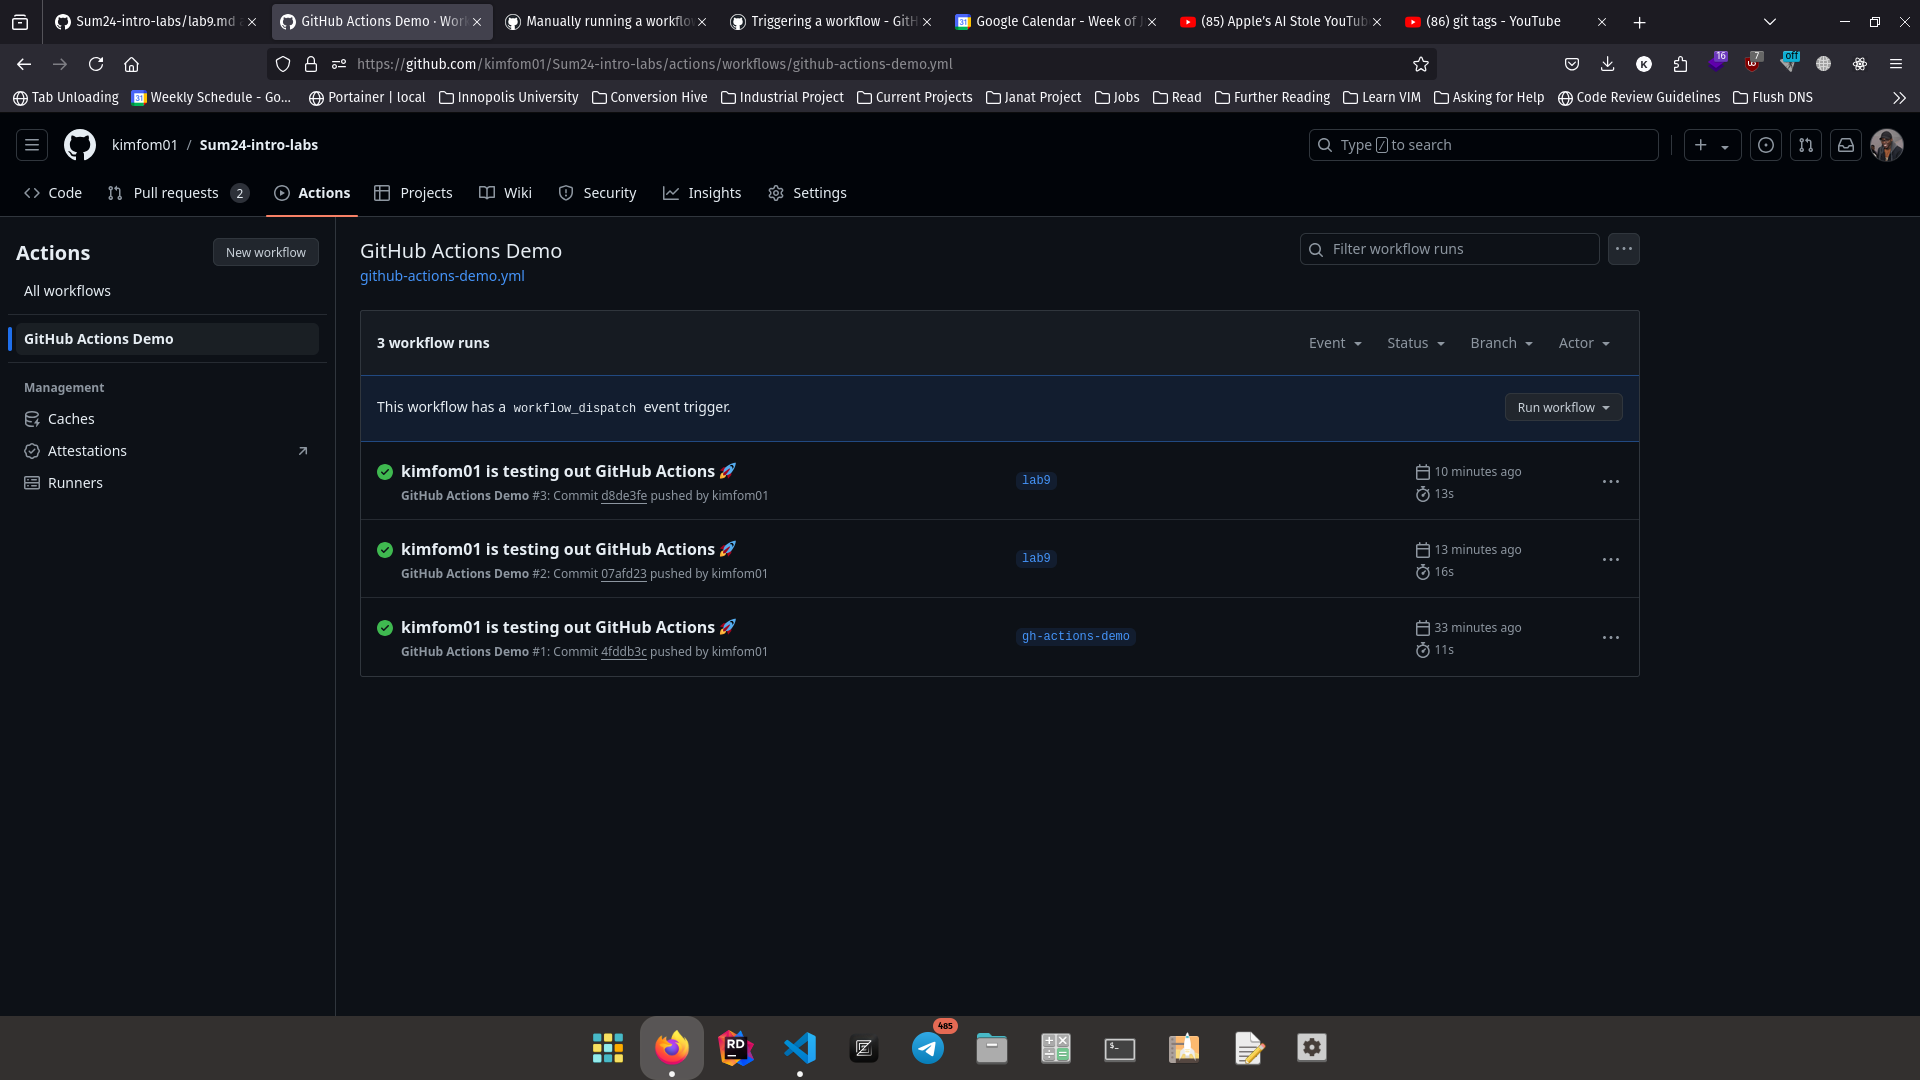 Sum24-intro-labs/lab9.md
GitHub Actions Demo · Work
Manually running a workflow
Triggering a workflow - GitH
Google Calendar - Week of J
(85) Apple's AI Stole YouTub
(86) git tags - YouTube
https://github.com/kimfom01/Sum24-intro-labs/actions/workflows/github-actions-demo.yml
K
16
7
off
Tab Unloading
Weekly Schedule - Go...
Portainer | local
Innopolis University
Conversion Hive
Industrial Project
Current Projects
Janat Project
Jobs
Read
Further Reading
Learn VIM
Asking for Help
Code Review Guidelines
Flush DNS
kimfom01 / Sum24-intro-labs
Type / to search
Code
Pull requests 2
Actions
Projects
Wiki
Security
Insights
Settings
Actions
New workflow
All workflows
GitHub Actions Demo
Management
Caches
Attestations
Runners
GitHub Actions Demo
github-actions-demo.yml
Filter workflow runs
3 workflow runs
Event
Status
Branch
Actor
This workflow has a workflow_dispatch event trigger.
Run workflow
kimfom01 is testing out GitHub Actions 🚀
GitHub Actions Demo #3: Commit d8de3fe pushed by kimfom01
lab9
10 minutes ago
13s
kimfom01 is testing out GitHub Actions 🚀
GitHub Actions Demo #2: Commit 07afd23 pushed by kimfom01
lab9
13 minutes ago
16s
kimfom01 is testing out GitHub Actions 🚀
GitHub Actions Demo #1: Commit 4fddb3c pushed by kimfom01
gh-actions-demo
33 minutes ago
11s
RD
485
$_